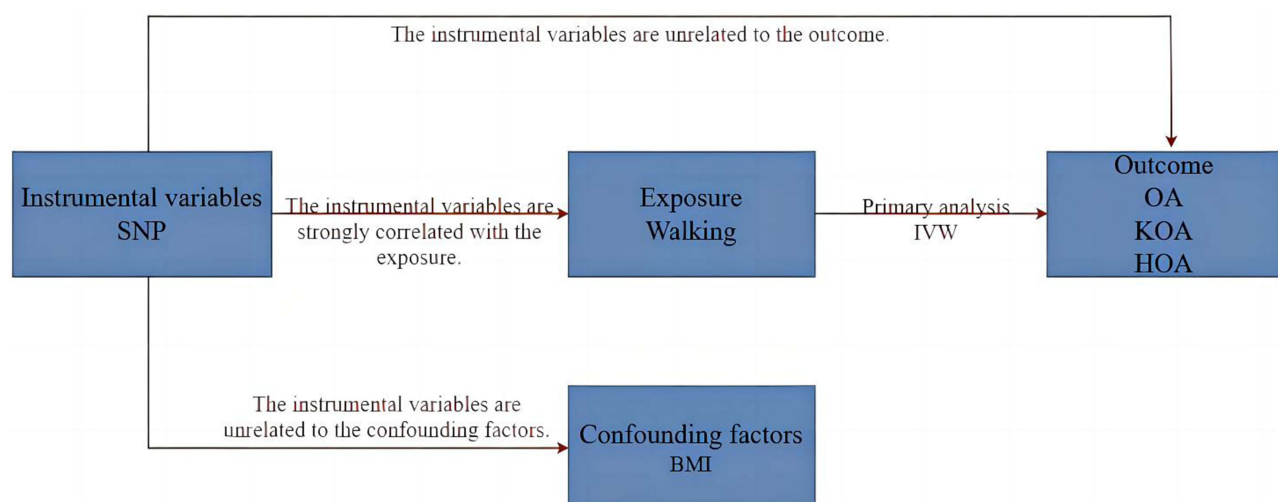 The instrumental variables are unrelated to the outcome.
Instrumental variables
SNP
The instrumental variables are
strongly correlated with the
exposure.
Exposure
Walking
Primary analysis
IVW
Outcome
OA
KOA
HOA
The instrumental variables are
unrelated to the confounding factors.
Confounding factors
BMI